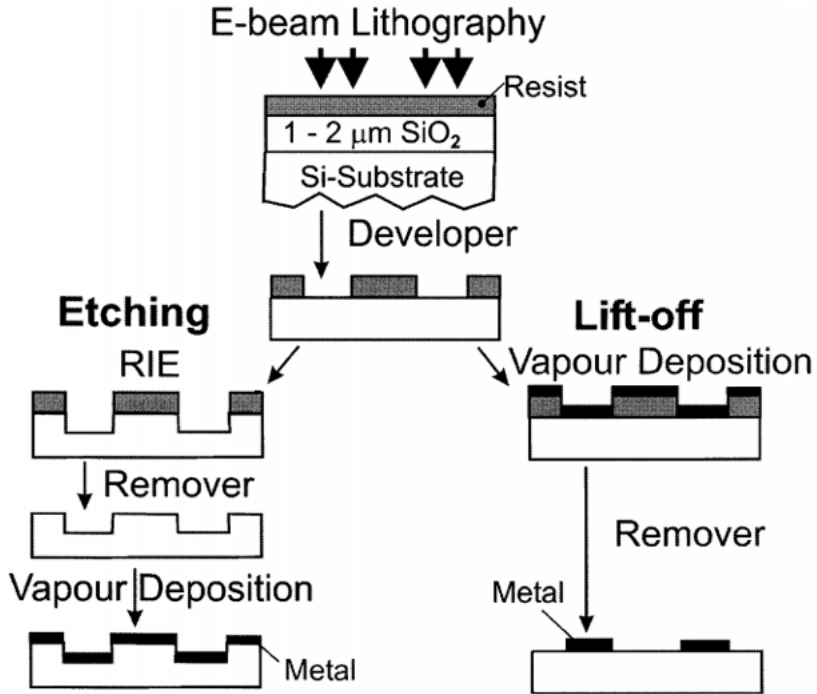 E-beam Lithography
Resist
1 - 2 μm SiO₂
Si-Substrate
Developer
Etching
RIE
Remover
Vapour Deposition
Metal
Lift-off
Vapour Deposition
Remover
Metal